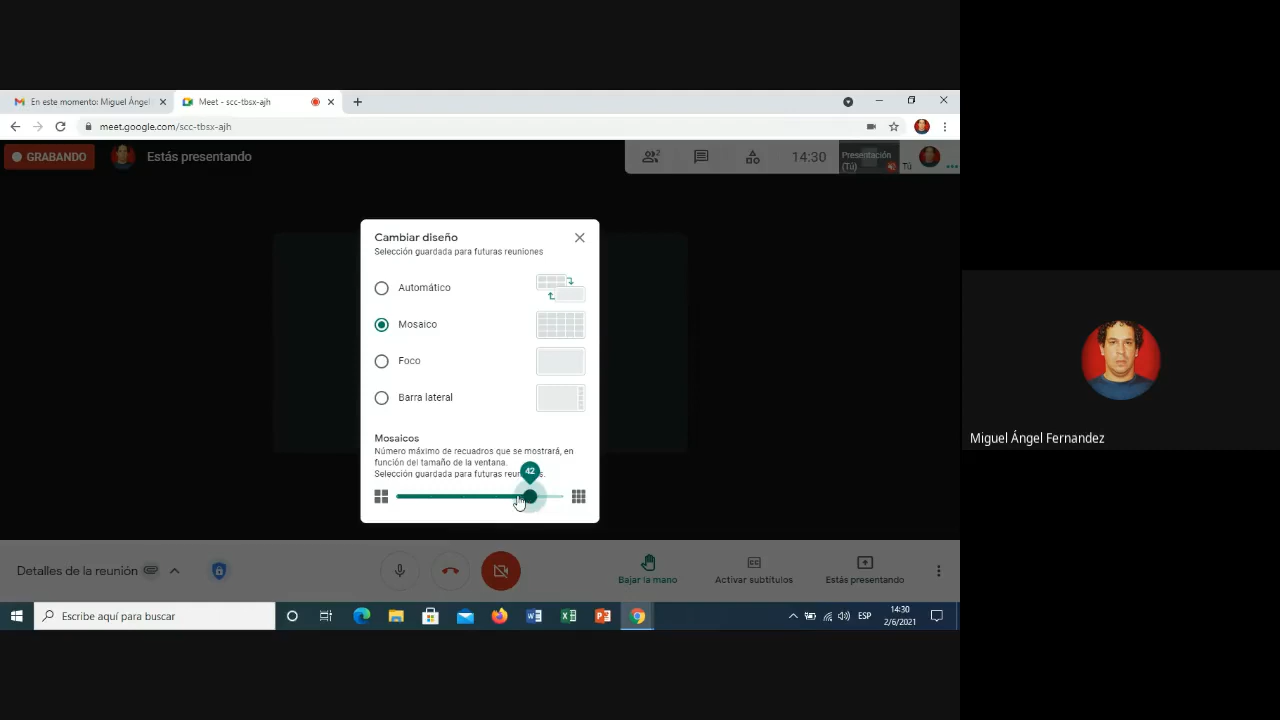 En este momento: Miguel Ángel
Meet - scc-tbsx-ajh
meet.google.com/scc-tbsx-ajh
GRABANDO
Estás presentando
2
14:30
Presentación
(Tú)
Tú
Cambiar diseño
Selección guardada para futuras reuniones
Automático
Mosaico
Foco
Barra lateral
Mosaicos
Número máximo de recuadros que se mostrará, en
función del tamaño de la ventana.
Selección guardada para futuras
42
Miguel Ángel Fernandez
Detalles de la reunión
Bajar la mano
CC
Activar subtítulos
Estás presentando
Escribe aquí para buscar
ESP
14:30
2/6/2021